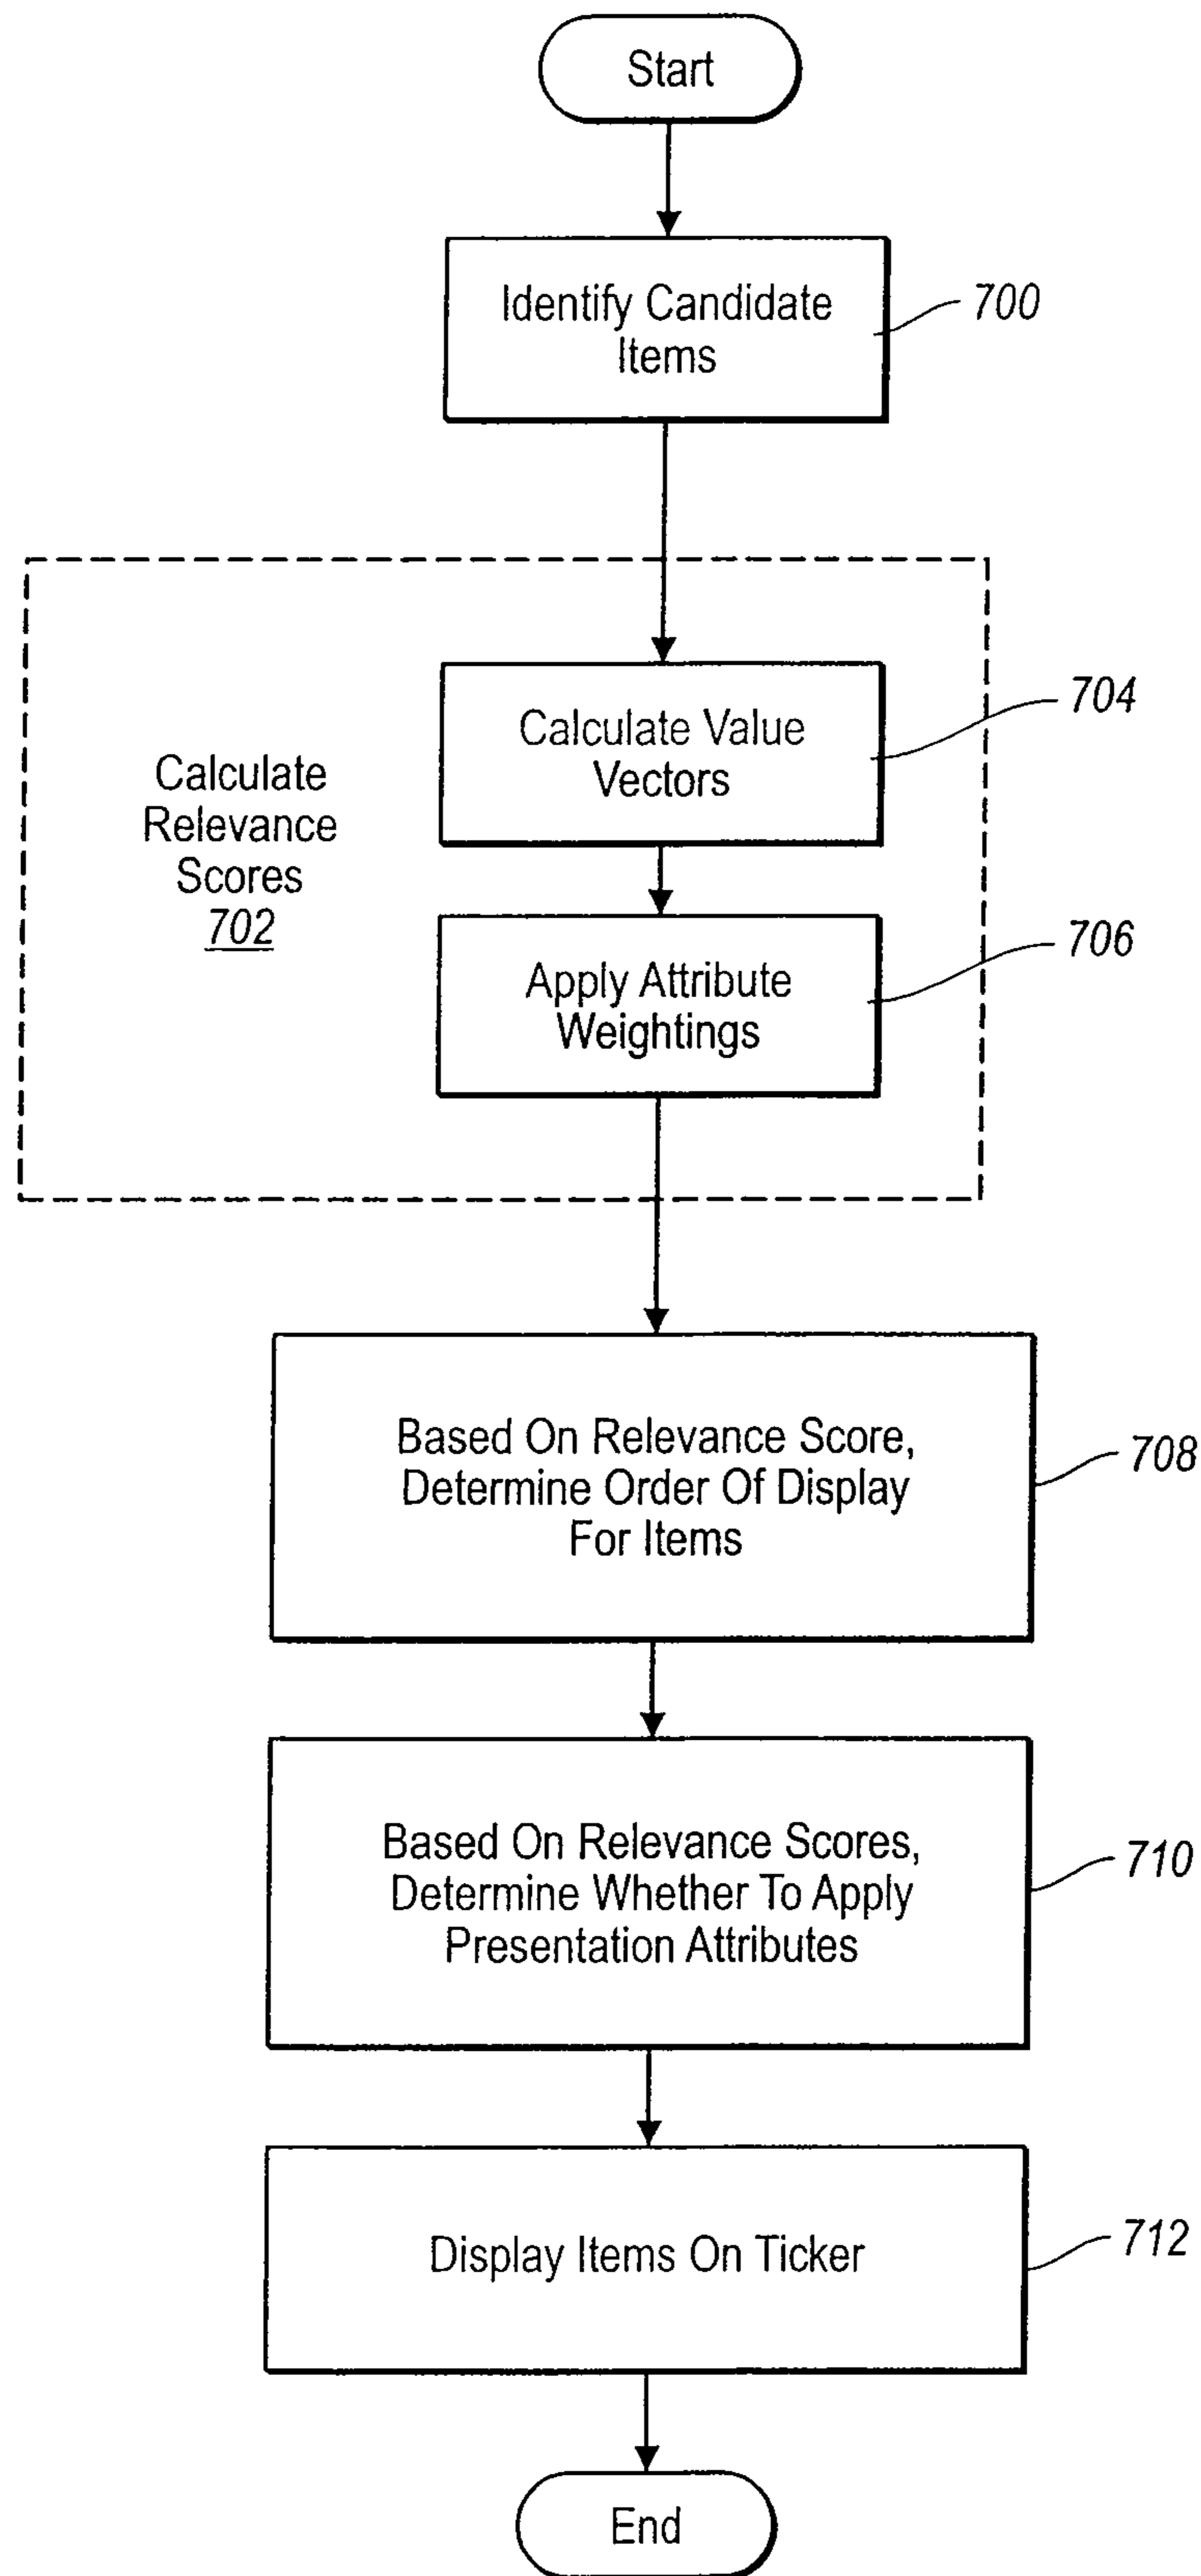 Start
Identify Candidate
Items
700
Calculate Value
Vectors
704
Calculate
Relevance
Scores
702
Apply Attribute
Weightings
706
Based On Relevance Score,
Determine Order Of Display
For Items
708
Based On Relevance Scores,
Determine Whether To Apply
Presentation Attributes
710
Display Items On Ticker
712
End